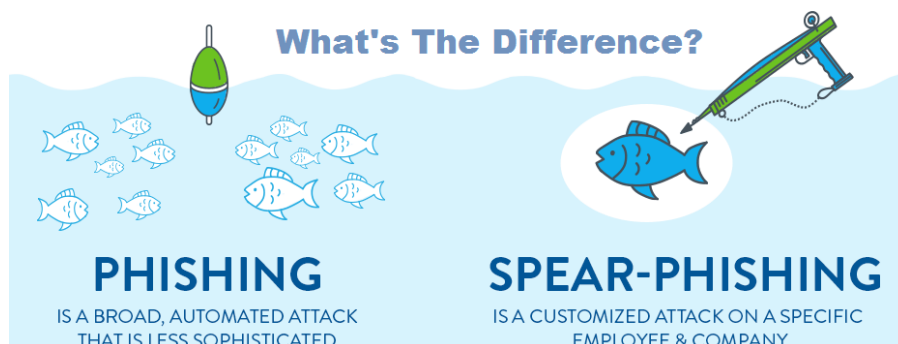 What's The Difference?
PHISHING
IS A BROAD, AUTOMATED ATTACK
THAT IS LESS SOPHISTICATED
SPEAR-PHISHING
IS A CUSTOMIZED ATTACK ON A SPECIFIC
EMPLOYEE & COMPANY